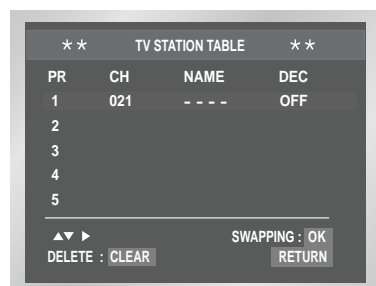 ** TV STATION TABLE **
PR CH NAME DEC
1 021 - - - - OFF
2
3
4
5
▲▼ ▶ SWAPPING : OK
DELETE : CLEAR RETURN